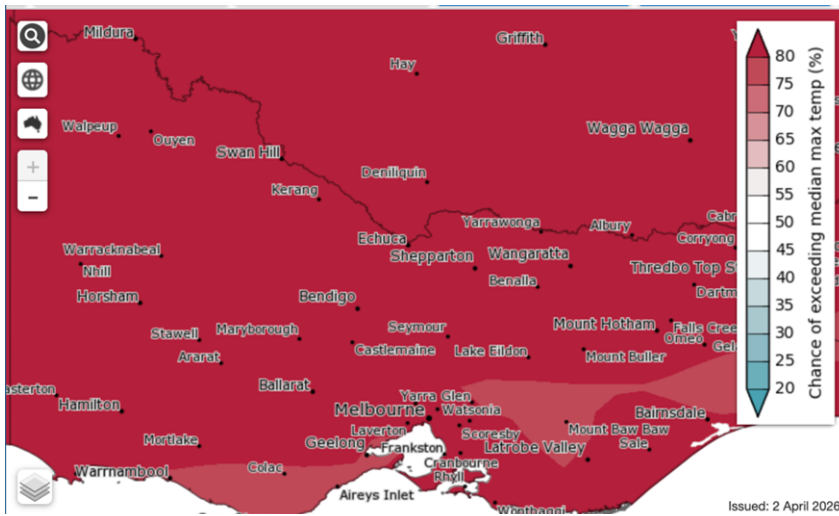 Mildura
Griffith
Hay
Walpeup
Ouyen
Wagga Wagga
Swan Hill
Deniliquin
Kerang
Yarrawonga
Albury
Echuca
Corryong
Warracknabeal
Shepparton
Wangaratta
Nhill
Thredbo Top
Benalla
Horsham
Bendigo
Stawell
Maryborough
Seymour
Mount Hotham
Falls
Omeo
Castlemaine
Lake Eildon
Mount Buller
Ararat
Ballarat
Yarra Glen
Hamilton
Melbourne
Watsonia
Bairnsdale
Laverton
Scoresby
Mount Baw Baw
Mortlake
Geelong
Frankston
Latrobe Valley
Sale
Warrnambool
Colac
Cranbourne
Rhyll
Aireys Inlet
Wonthaggi
+
−
80
75
70
65
60
55
50
45
40
35
30
25
20
Chance of exceeding median max temp (%)
Issued: 2 April 2026